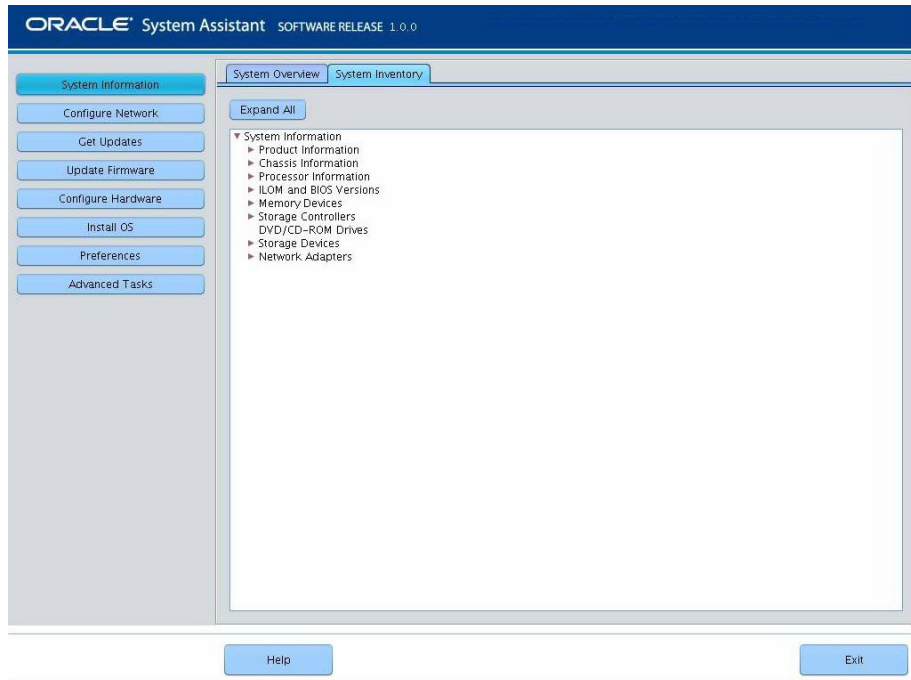 ORACLE System Assistant SOFTWARE RELEASE 1.0.0
System Information
Configure Network
Get Updates
Update Firmware
Configure Hardware
Install OS
Preferences
Advanced Tasks
System Overview
System Inventory
Expand All
System Information
Product Information
Chassis Information
Processor Information
ILOM and BIOS Versions
Memory Devices
Storage Controllers
DVD/CD-ROM Drives
Storage Devices
Network Adapters
Help
Exit